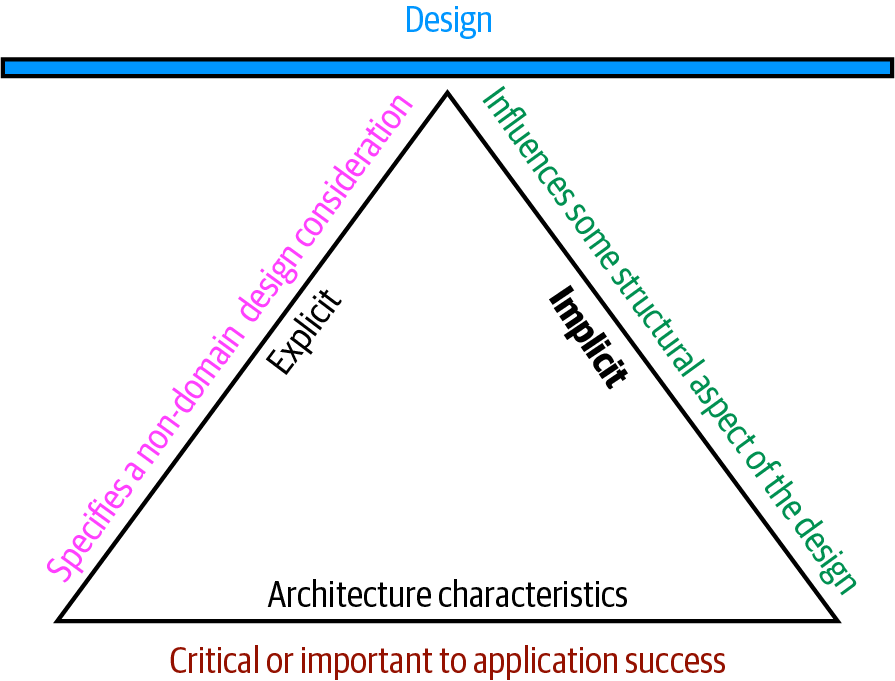 Design
Specifies a non-domain design consideration
Explicit
Influences some structural aspect of the design
Implicit
Architecture characteristics
Critical or important to application success